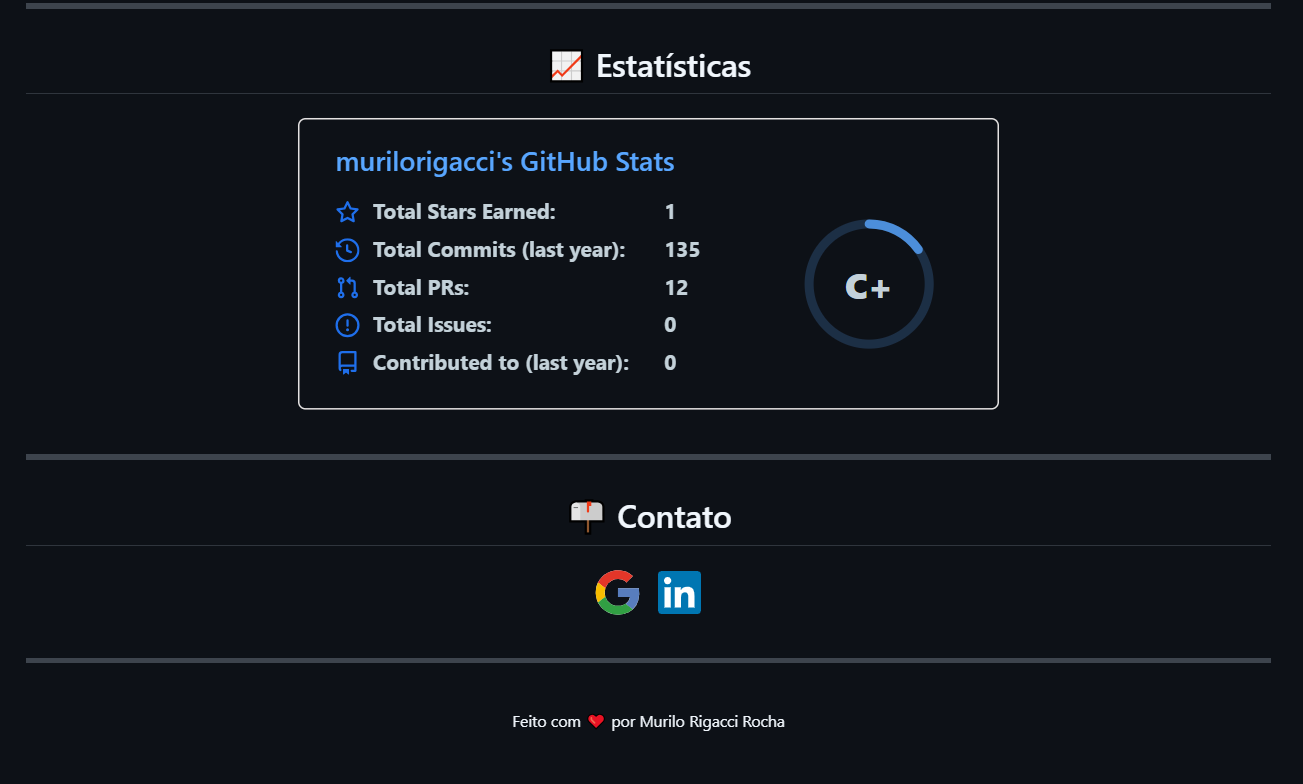 Estatísticas
murilorigacci's GitHub Stats
Total Stars Earned: 1
Total Commits (last year): 135
Total PRs: 12
Total Issues: 0
Contributed to (last year): 0
C+
Contato
G in
Feito com ❤️ por Murilo Rigacci Rocha